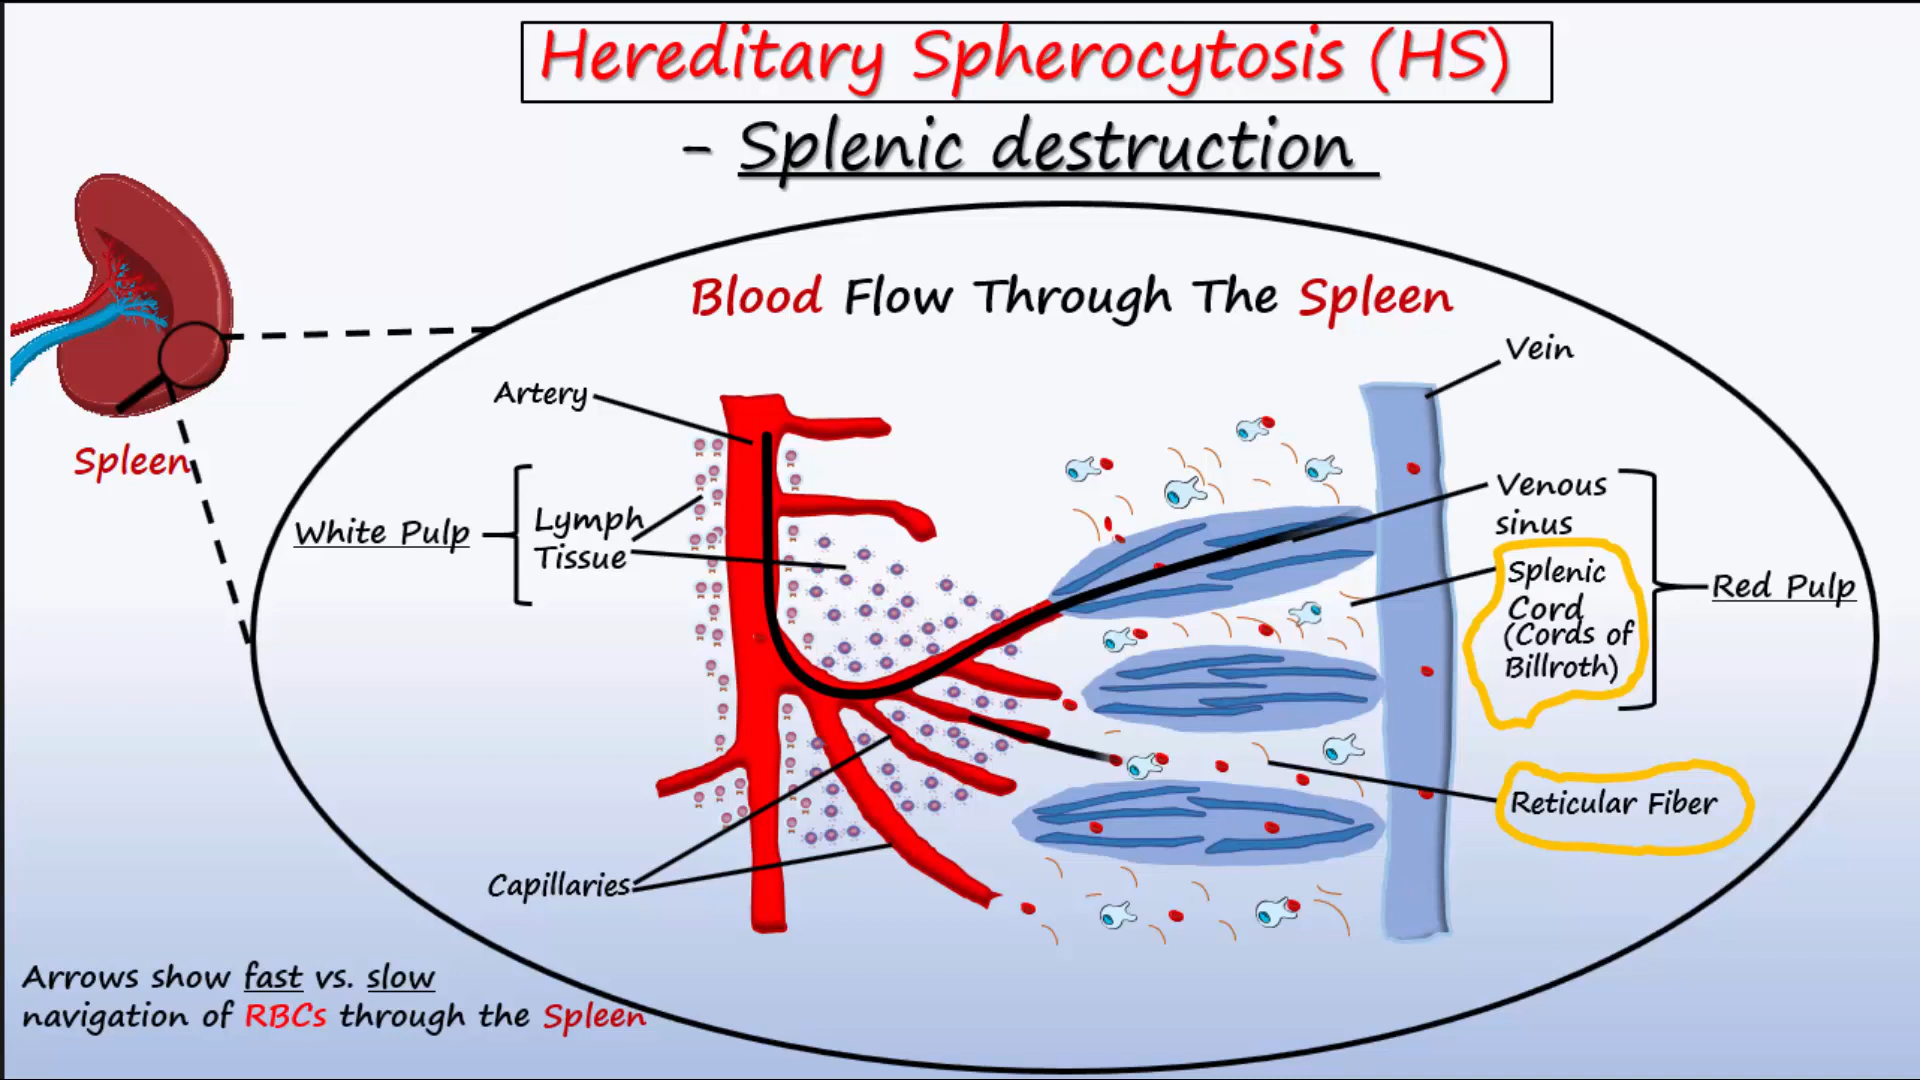 Hereditary Spherocytosis (HS)
- Splenic destruction
Blood Flow Through The Spleen
Vein
Artery
Spleen
Venous
sinus
Lymph
Tissue
White Pulp
Splenic
Cord
(Cords of
Billroth)
Red Pulp
Reticular Fiber
Capillaries
Arrows show fast vs. slow
navigation of RBCs through the Spleen